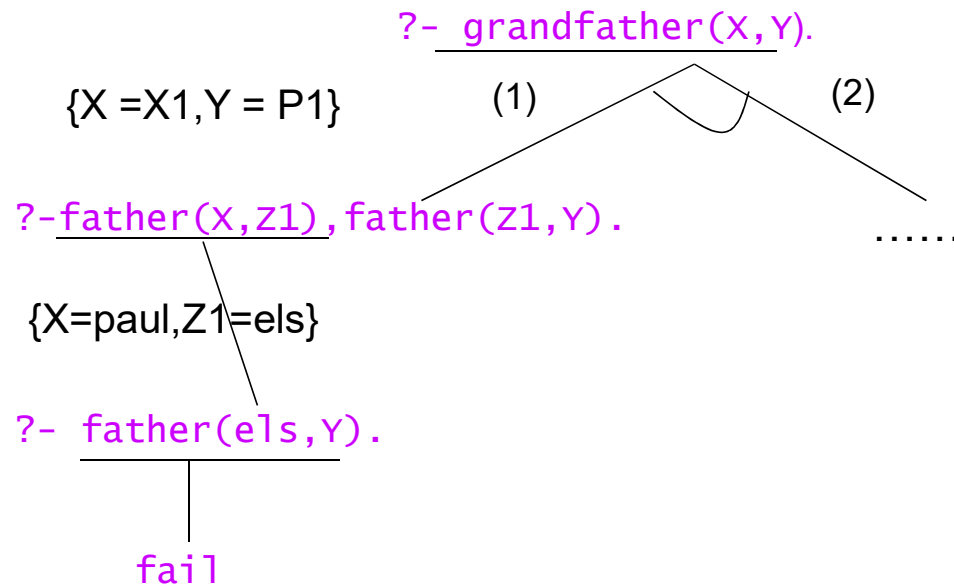 ?- grandfather(X,Y).
{X =X1,Y = P1}
(1)
(2)
?-father(X,Z1),father(Z1,Y).
......
{X=paul,Z1=els}
?- father(els,Y).
fail